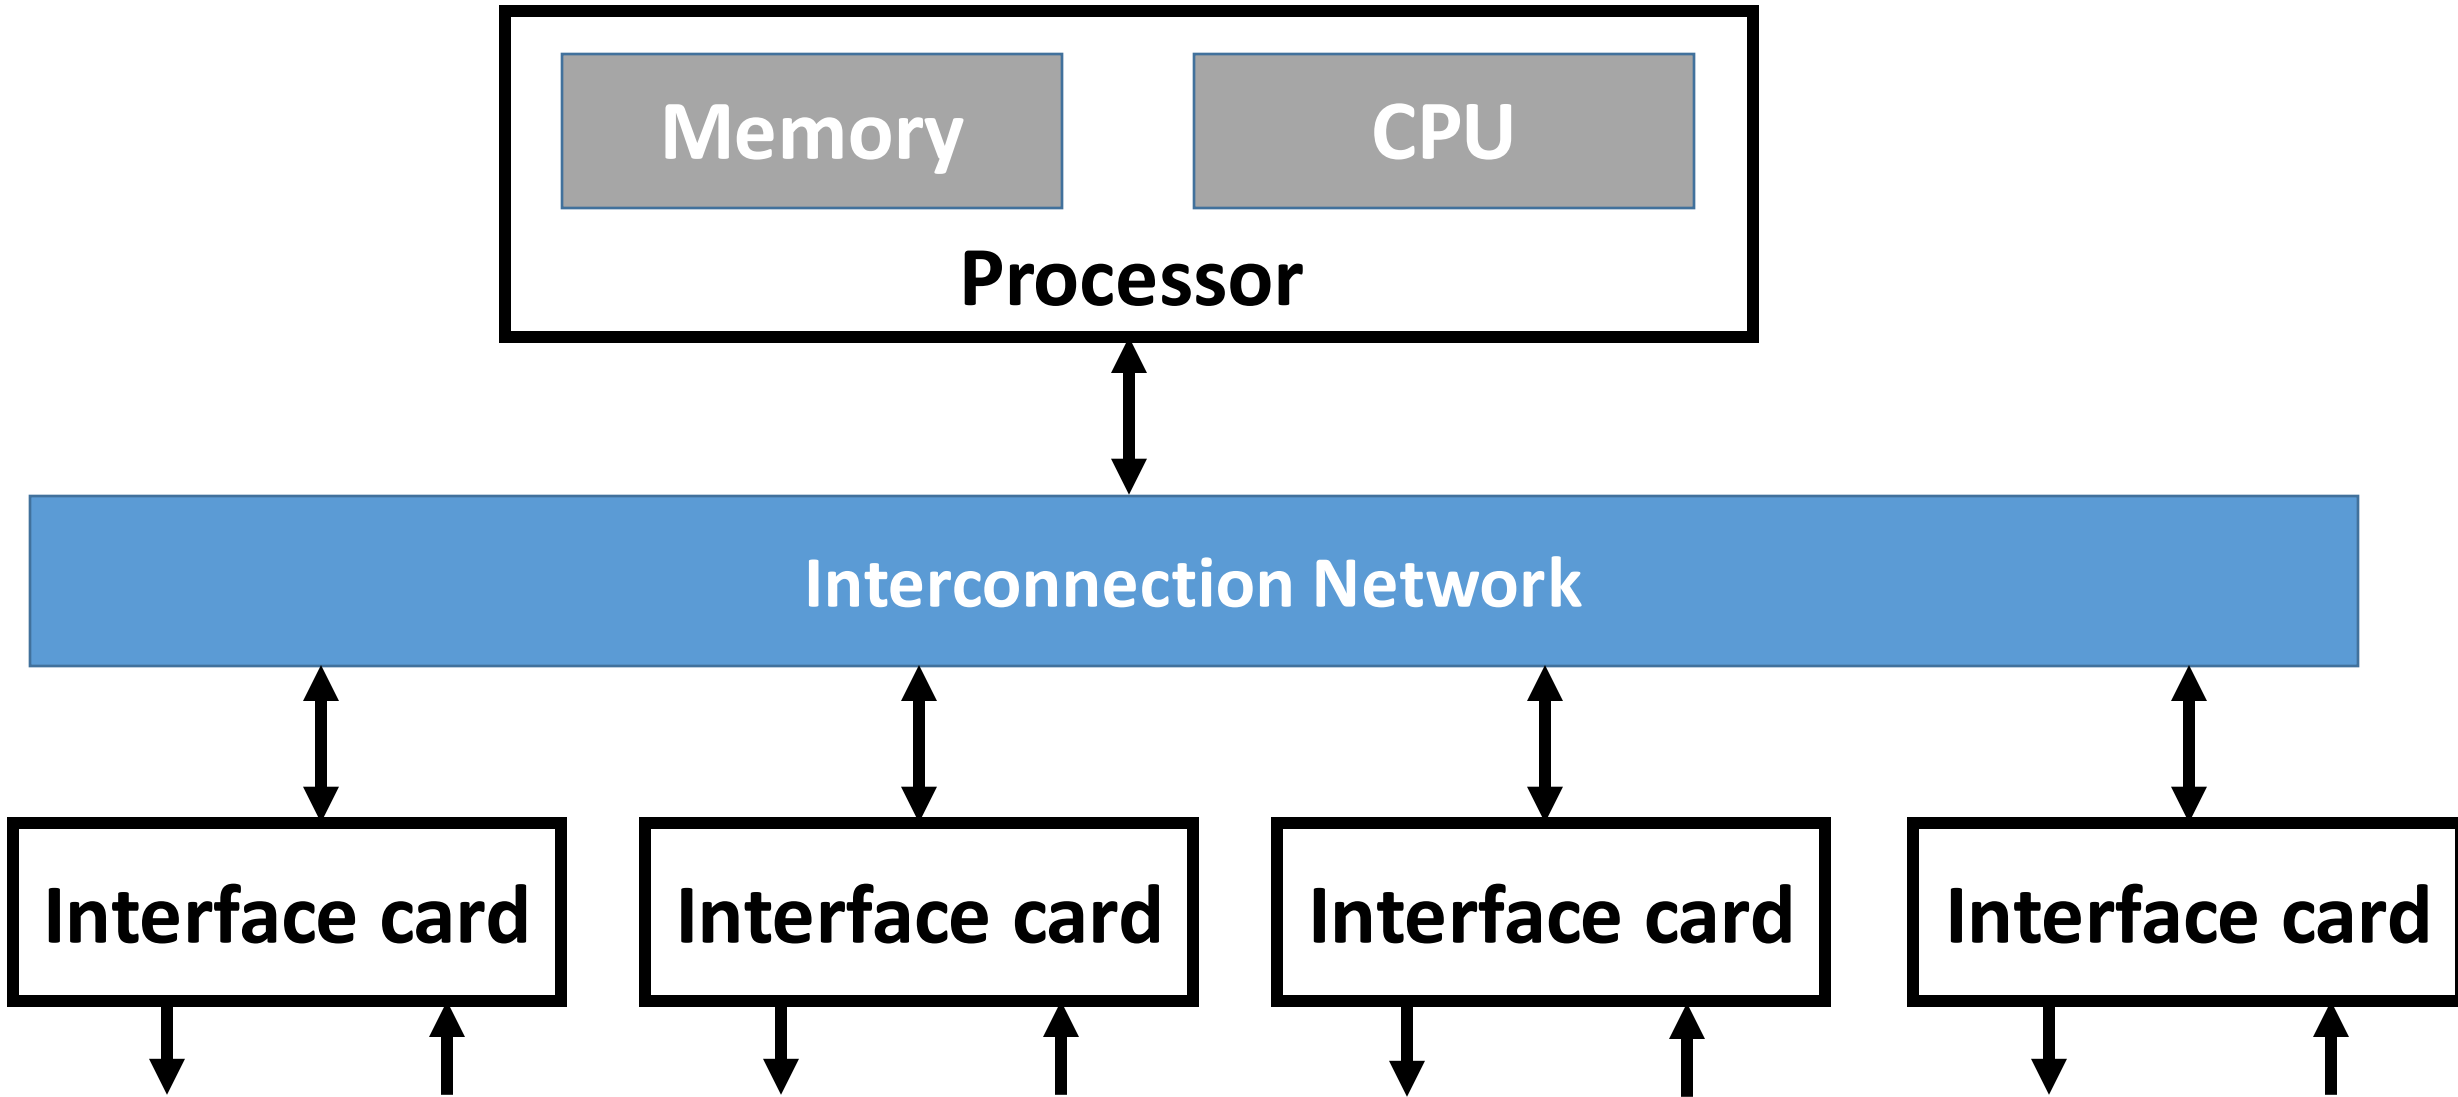 Memory
CPU
Processor
Interconnection Network
Interface card
Interface card
Interface card
Interface card